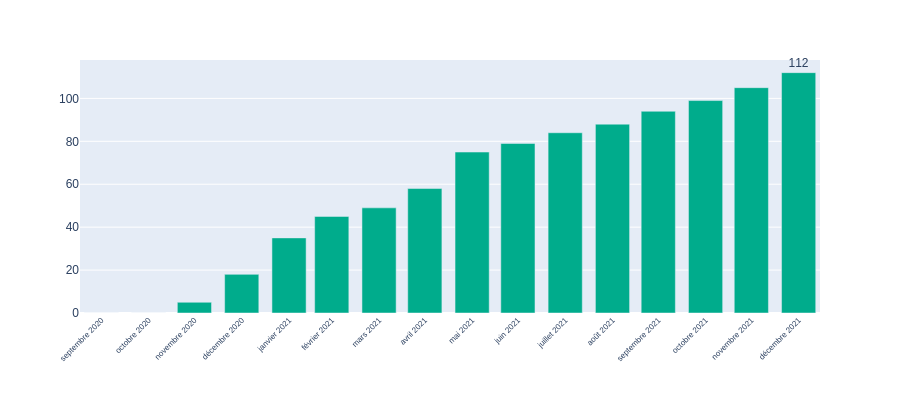 112
100
80
60
40
20
0
septembre 2020
octobre 2020
novembre 2020
décembre 2020
janvier 2021
février 2021
mars 2021
avril 2021
mai 2021
juin 2021
juillet 2021
août 2021
septembre 2021
octobre 2021
novembre 2021
décembre 2021